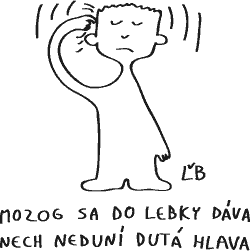 ĽB
MOZOG SA DO LEBKY DÁVA
NECH NEDUNÍ DUTÁ HLAVA